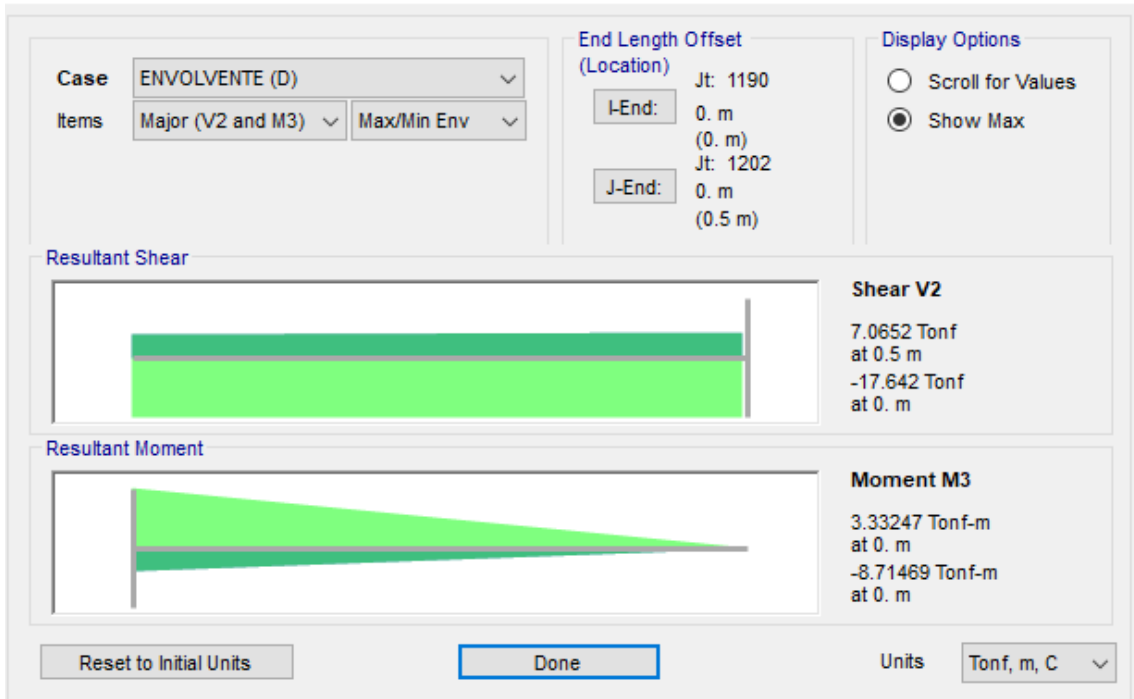 Case
ENVOLVENTE (D)
Items
Major (V2 and M3)
Max/Min Env
End Length Offset
(Location)
I-End:
Jt: 1190
0. m
(0. m)
J-End:
Jt: 1202
0. m
(0.5 m)
Display Options
Scroll for Values
Show Max
Resultant Shear
Shear V2
7.0652 Tonf
at 0.5 m
-17.642 Tonf
at 0. m
Resultant Moment
Moment M3
3.33247 Tonf-m
at 0. m
-8.71469 Tonf-m
at 0. m
Reset to Initial Units
Done
Units
Tonf, m, C